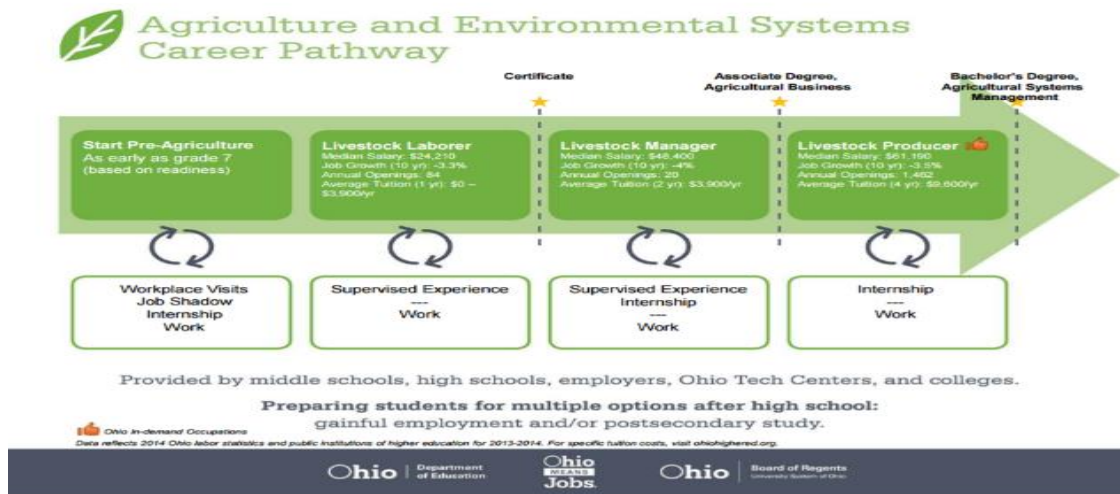 Agriculture and Environmental Systems
Career Pathway
Certificate
Associate Degree,
Agricultural Business
Bachelor's Degree,
Agricultural Systems
Management
Start Pre-Agriculture
As early as grade 7
(based on readiness)
Livestock Laborer
Median Salary: $24,210
Job Growth (10 yr): -3.3%
Annual Openings: 84
Average Tuition (1 yr): $0 –
$3,900/yr
Livestock Manager
Median Salary: $48,400
Job Growth (10 yr): -4%
Annual Openings: 20
Average Tuition (2 yr): $3,900/yr
Livestock Producer
Median Salary: $61,190
Job Growth (10 yr): -3.5%
Annual Openings: 1,462
Average Tuition (4 yr): $9,600/yr
Workplace Visits
Job Shadow
Internship
Work
Supervised Experience
---
Work
Supervised Experience
Internship
---
Work
Internship
---
Work
Provided by middle schools, high schools, employers, Ohio Tech Centers, and colleges.
Preparing students for multiple options after high school:
gainful employment and/or postsecondary study.
Ohio In-demand Occupations
Data reflects 2014 Ohio labor statistics and public institutions of higher education for 2013-2014. For specific tuition costs, visit ohiohighered.org.
Ohio | Department
of Education
Ohio
MEANS
Jobs.
Ohio | Board of Regents
University System of Ohio